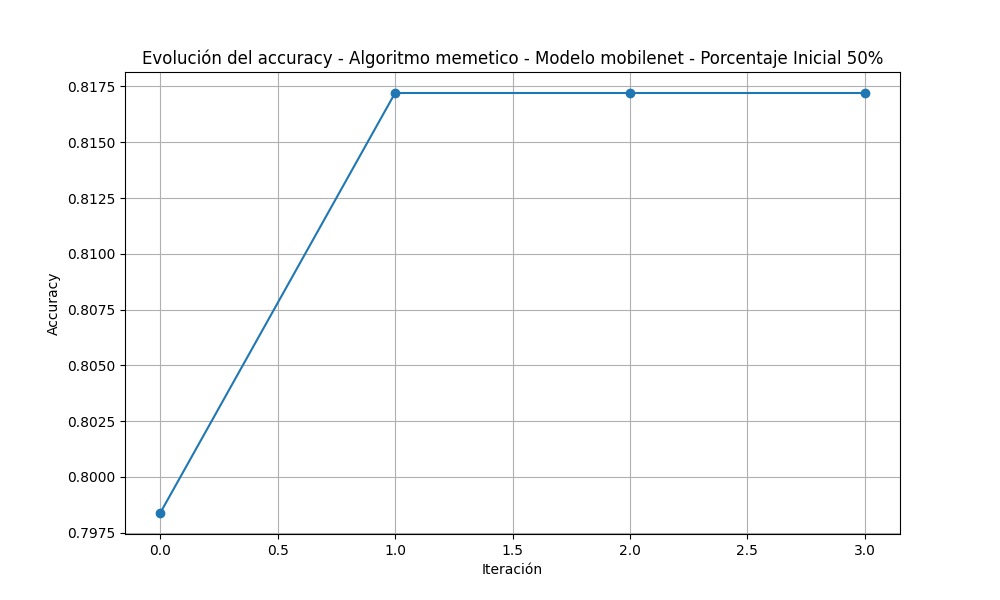 Evolución del accuracy - Algoritmo memetico - Modelo mobilenet - Porcentaje Inicial 50%
0.8175
0.8150
0.8125
0.8100
0.8075
0.8050
0.8025
0.8000
0.7975
Accuracy
0.0 0.5 1.0 1.5 2.0 2.5 3.0
Iteración